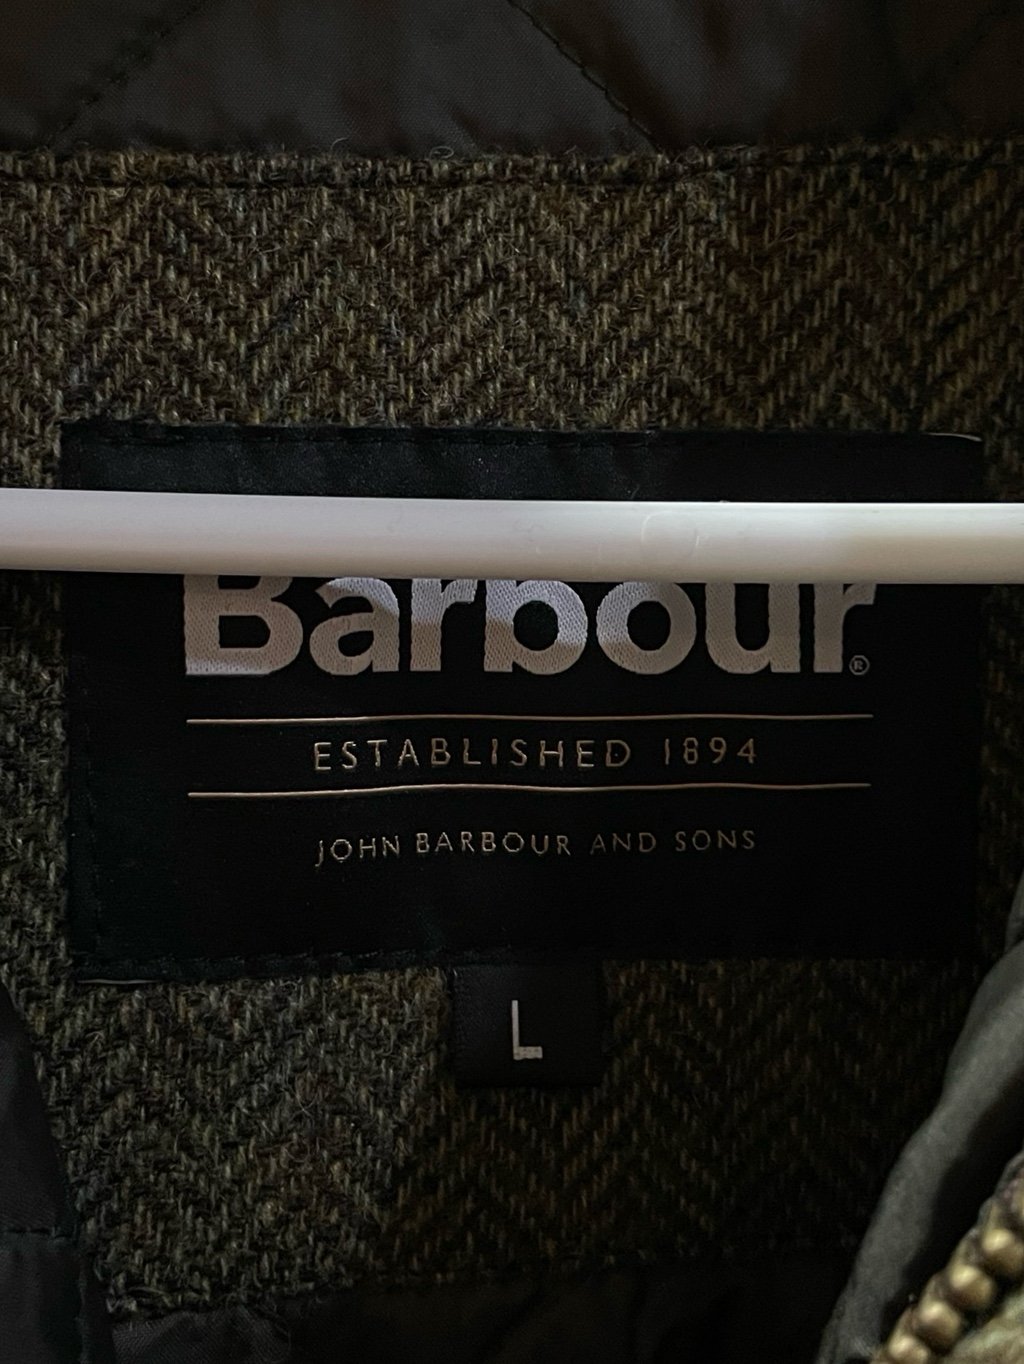 Barbour®
ESTABLISHED 1894
JOHN BARBOUR AND SONS
L